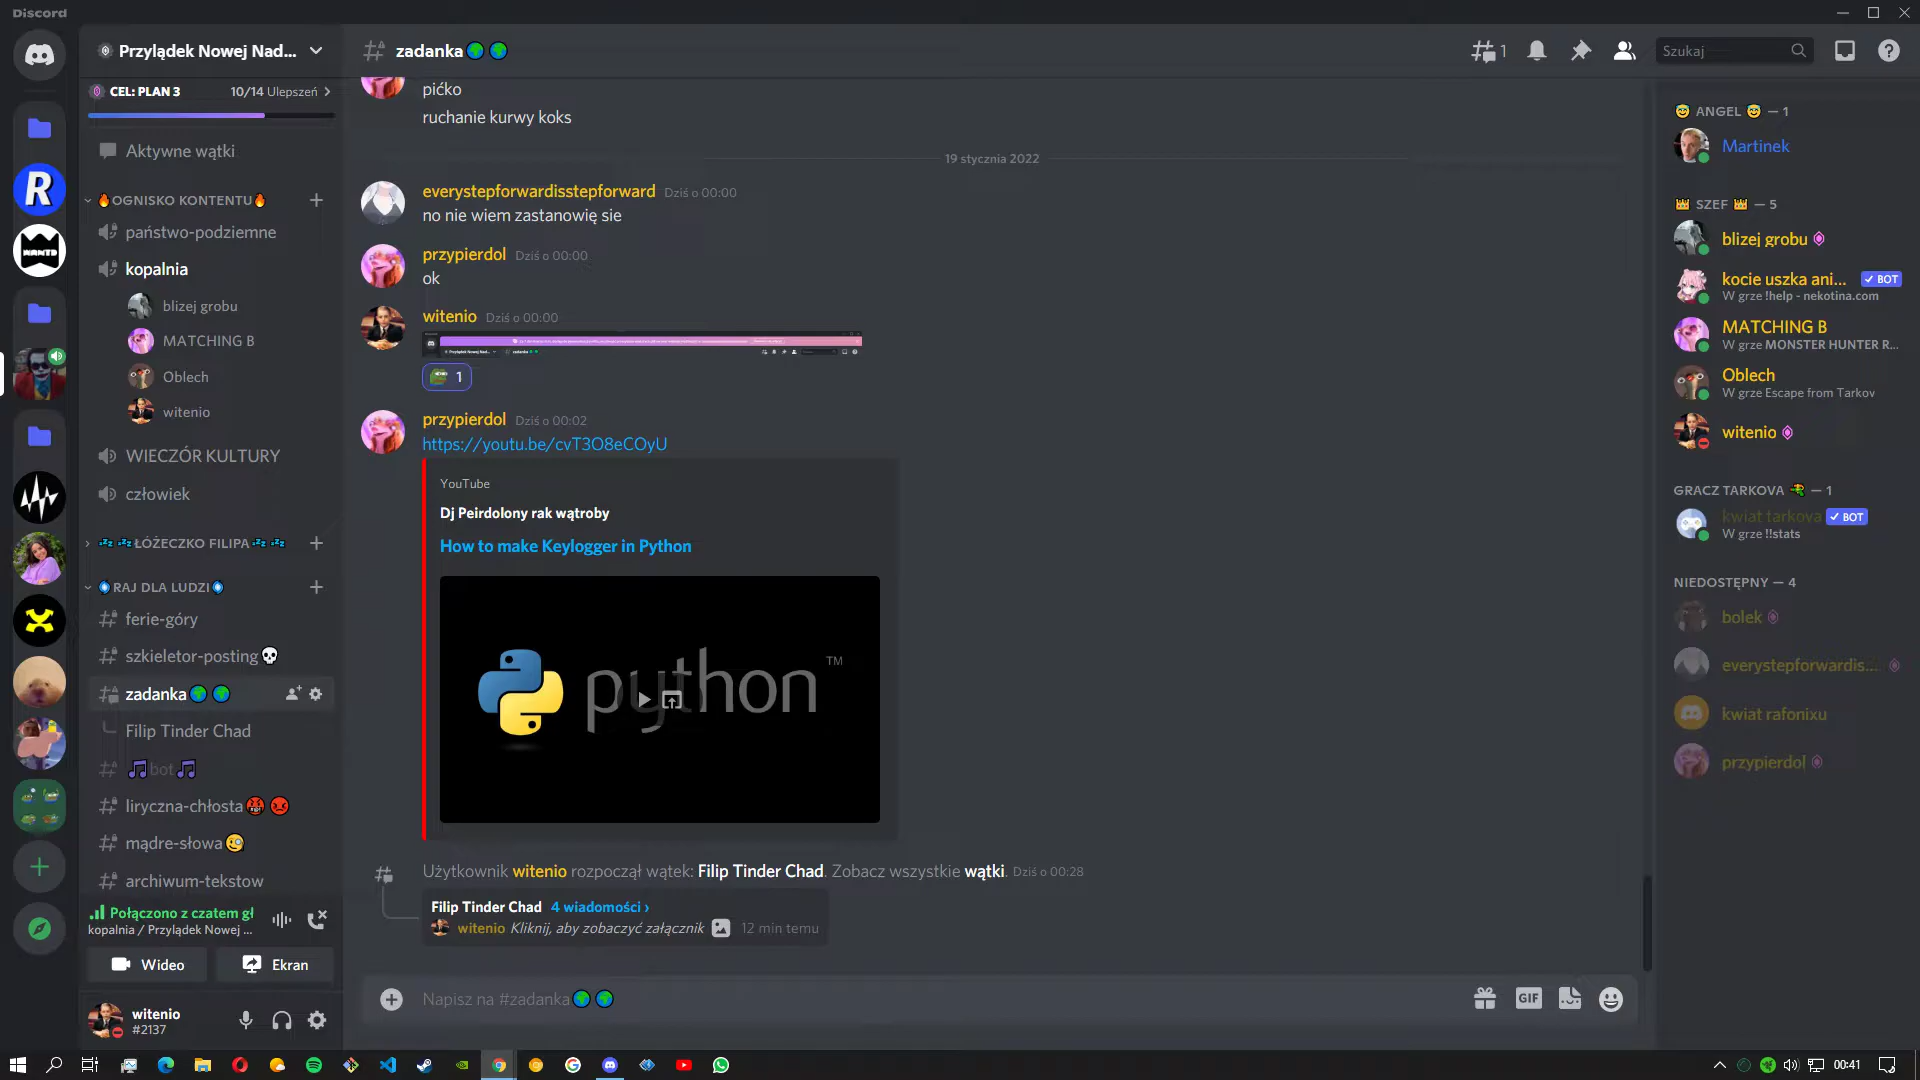 Discord
Przylądek Nowej Nad...
CEL: PLAN 3
10/14 Ulepszeń
Aktywne wątki
OGNISKO KONTENTU
państwo-podziemne
kopalnia
blizej grobu
MATCHING B
Oblech
witenio
WIECZÓR KULTURY
człowiek
ŁÓŻECZKO FILIPA
RAJ DLA LUDZI
ferie-góry
szkieletor-posting
zadanka
Filip Tinder Chad
bot
liryczna-chłosta
mądre-słowa
archiwum-tekstow
Połączono z czatem gł
kopalnia / Przylądek Nowej ...
Wideo
Ekran
witenio
#2137
zadanka
1
Szukaj
pićko
ruchanie kurwy koks
19 stycznia 2022
everystepforwardisstepforward Dziś o 00:00
no nie wiem zastanowię sie
przypierdol Dziś o 00:00
ok
witenio Dziś o 00:00
1
przypierdol Dziś o 00:02
https://youtu.be/cvT3O8eCOyU
YouTube
Dj Peirdolony rak wątroby
How to make Keylogger in Python
python TM
Użytkownik witenio rozpoczął wątek: Filip Tinder Chad. Zobacz wszystkie wątki. Dziś o 00:28
Filip Tinder Chad 4 wiadomości ›
witenio Kliknij, aby zobaczyć załącznik 12 min temu
Napisz na #zadanka
GIF
ANGEL — 1
Martinek
SZEF — 5
blizej grobu
kocie uszka ani... BOT
W grze !help - nekotina.com
MATCHING B
W grze MONSTER HUNTER R...
Oblech
W grze Escape from Tarkov
witenio
GRACZ TARKOVA — 1
kwiat tarkova BOT
W grze !!stats
NIEDOSTĘPNY — 4
bolek
everystepforwardis...
kwiat rafonixu
przypierdol
00:41